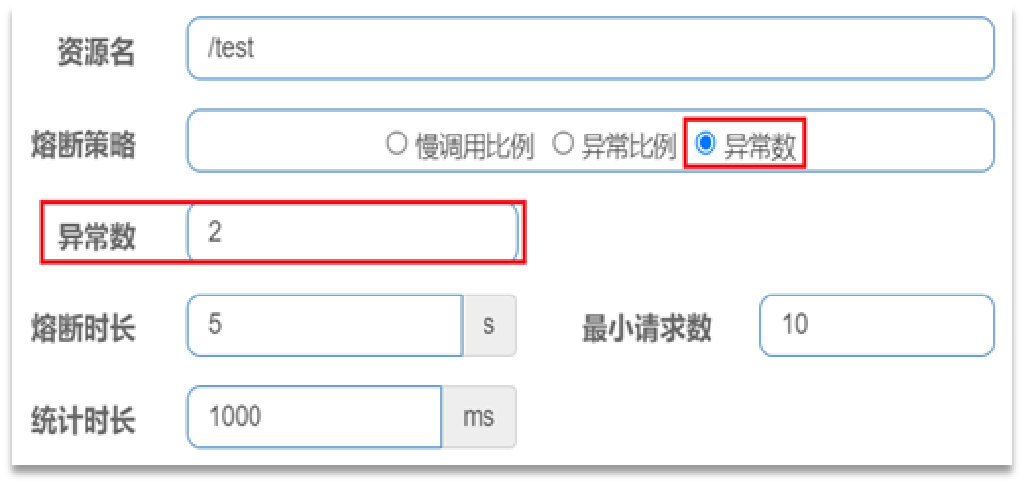 资源名 /test
熔断策略 慢调用比例 异常比例 异常数
异常数 2
熔断时长 5 s 最小请求数 10
统计时长 1000 ms